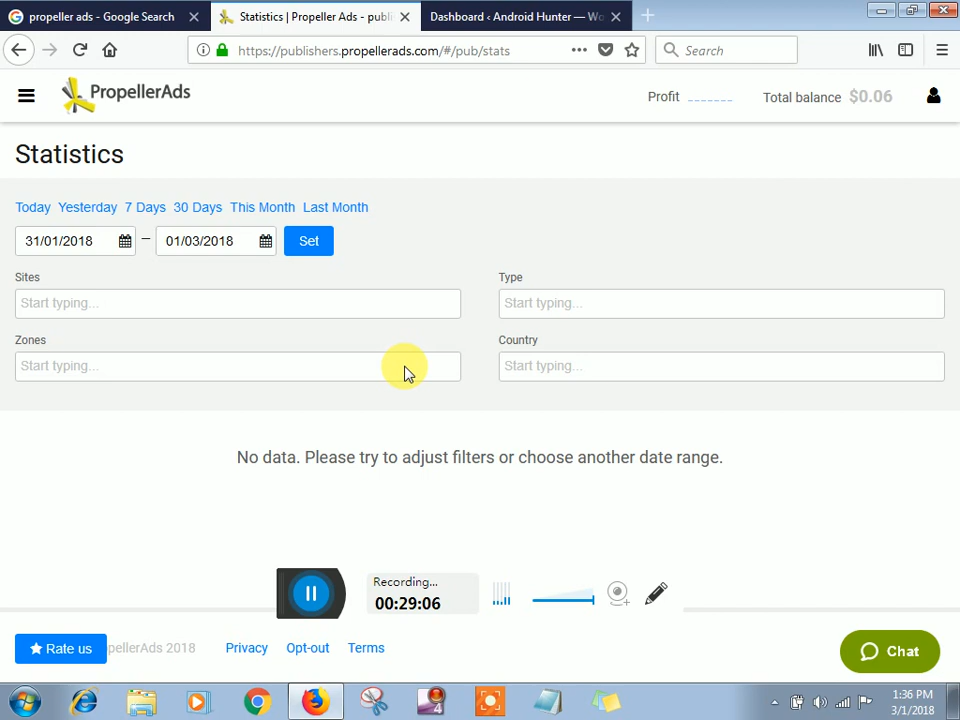 propeller ads - Google Search
Statistics | Propeller Ads - publi
Dashboard ‹ Android Hunter — Wo
https://publishers.propellerads.com/#/pub/stats
Search
PropellerAds
Profit
Total balance $0.06
Statistics
Today Yesterday 7 Days 30 Days This Month Last Month
31/01/2018 – 01/03/2018 Set
Sites
Start typing...
Type
Start typing...
Zones
Start typing...
Country
Start typing...
No data. Please try to adjust filters or choose another date range.
Recording...
00:29:06
Rate us
pellerAds 2018
Privacy
Opt-out
Terms
Chat
4
1:36 PM
3/1/2018